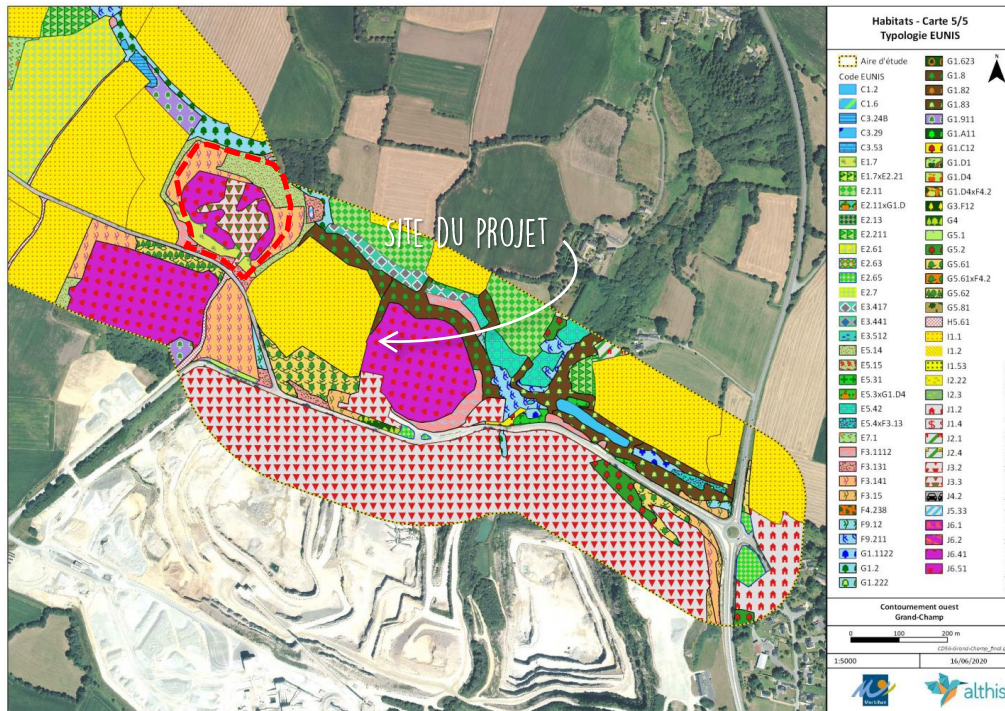 SITE DU PROJET
Habitats - Carte 5/5
Typologie EUNIS
Aire d'étude
N
Code EUNIS
C1.2
C1.6
C3.24B
C3.29
C3.53
E1.7
E1.7xE2.21
E2.11
E2.11xG1.D
E2.13
E2.211
E2.61
E2.63
E2.65
E2.7
E3.417
E3.441
E3.512
E5.14
E5.15
E5.31
E5.3xG1.D4
E5.42
E5.4xF3.13
E7.1
F3.1112
F3.131
F3.141
F3.15
F4.238
F9.12
F9.211
G1.1122
G1.2
G1.222
G1.623
G1.8
G1.82
G1.83
G1.911
G1.A11
G1.C12
G1.D1
G1.D4
G1.D4xF4.2
G3.F12
G4
G5.1
G5.2
G5.61
G5.61xF4.2
G5.62
G5.81
H5.61
I1.1
I1.2
I1.53
I2.22
I2.3
J1.2
J1.4
J2.1
J2.4
J3.2
J3.3
J4.2
J5.33
J6.1
J6.2
J6.41
J6.51
Contournement ouest
Grand-Champ
0 100 200 m
1:5000 16/06/2020
Morbihan
althis